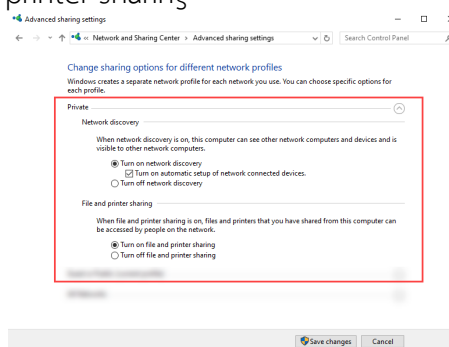 printer sharing
Advanced sharing settings
« Network and Sharing Center > Advanced sharing settings
Search Control Panel
Change sharing options for different network profiles
Windows creates a separate network profile for each network you use. You can choose specific options for
each profile.
Private
Network discovery
When network discovery is on, this computer can see other network computers and devices and is
visible to other network computers.
Turn on network discovery
Turn on automatic setup of network connected devices.
Turn off network discovery
File and printer sharing
When file and printer sharing is on, files and printers that you have shared from this computer can
be accessed by people on the network.
Turn on file and printer sharing
Turn off file and printer sharing
Save changes
Cancel